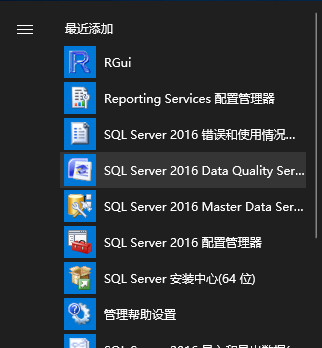 最近添加
RGui
Reporting Services 配置管理器
SQL Server 2016 错误和使用情况...
SQL Server 2016 Data Quality Ser...
SQL Server 2016 Master Data Ser...
SQL Server 2016 配置管理器
SQL Server 安装中心(64 位)
管理帮助设置